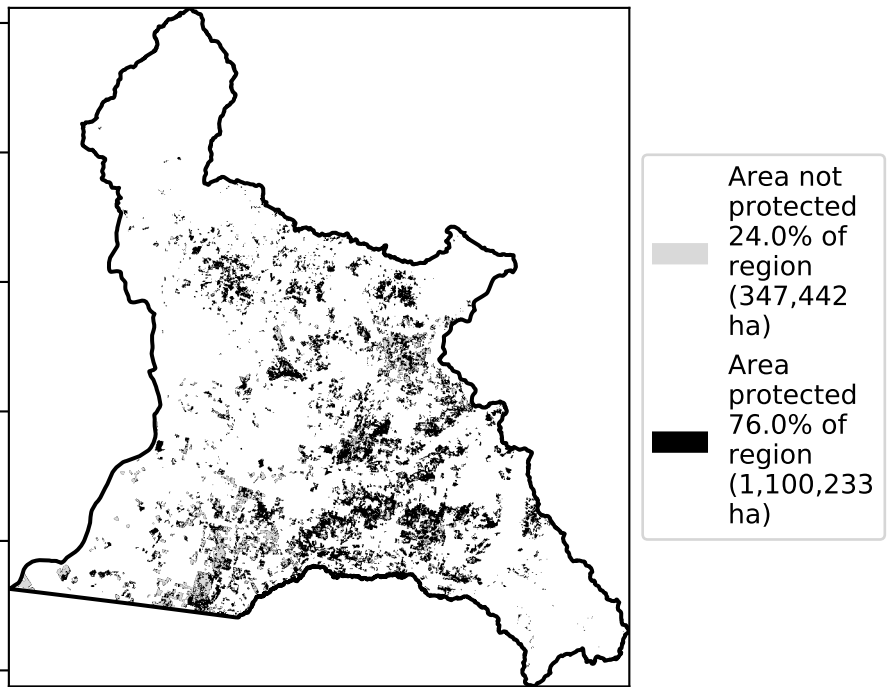 Area not
protected
24.0% of
region
(347,442
ha)
Area
protected
76.0% of
region
(1,100,233
ha)